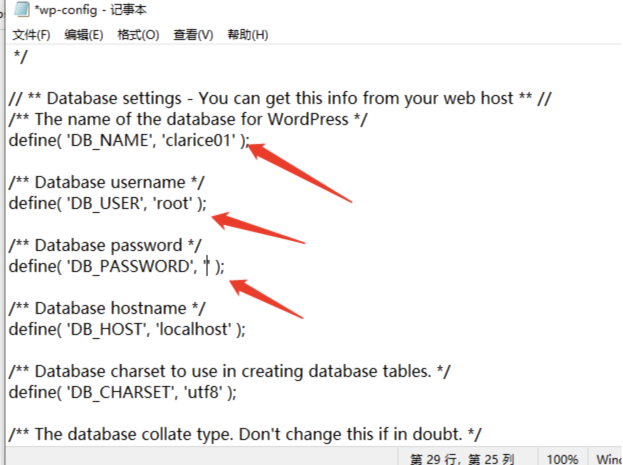 *wp-config - 记事本
文件(F) 编辑(E) 格式(O) 查看(V) 帮助(H)
*/
// ** Database settings - You can get this info from your web host ** //
/** The name of the database for WordPress */
define( 'DB_NAME', 'clarice01' );
/** Database username */
define( 'DB_USER', 'root' );
/** Database password */
define( 'DB_PASSWORD', '' );
/** Database hostname */
define( 'DB_HOST', 'localhost' );
/** Database charset to use in creating database tables. */
define( 'DB_CHARSET', 'utf8' );
/** The database collate type. Don't change this if in doubt. */
第 29 行，第 25 列 100% Winc